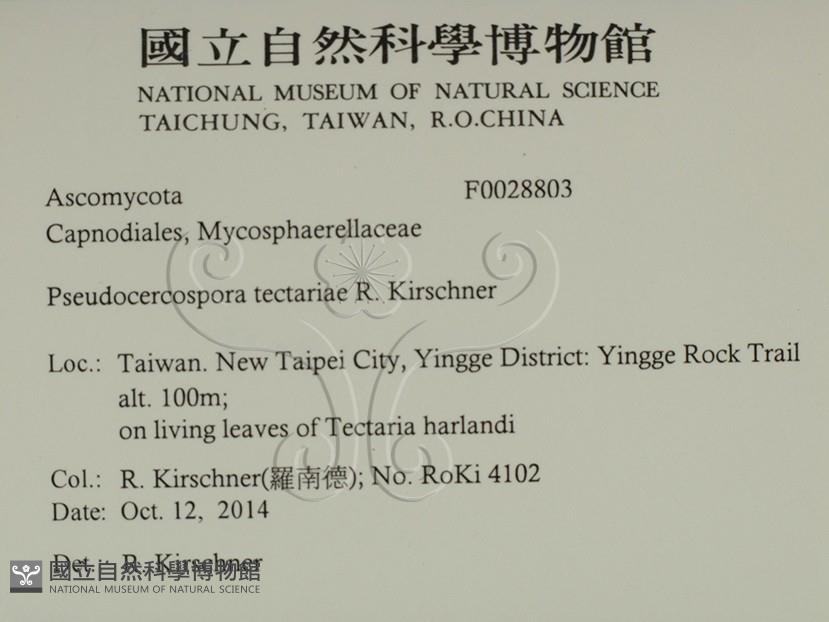 國立自然科學博物館
NATIONAL MUSEUM OF NATURAL SCIENCE
TAICHUNG, TAIWAN, R.O.CHINA
Ascomycota F0028803
Capnodiales, Mycosphaerellaceae
Pseudocercospora tectariae R. Kirschner
Loc.: Taiwan. New Taipei City, Yingge District: Yingge Rock Trail
alt. 100m;
on living leaves of Tectaria harlandi
Col.: R. Kirschner(羅南德); No. RoKi 4102
Date: Oct. 12, 2014
Det.: R. Kirschner
國立自然科學博物館
NATIONAL MUSEUM OF NATURAL SCIENCE